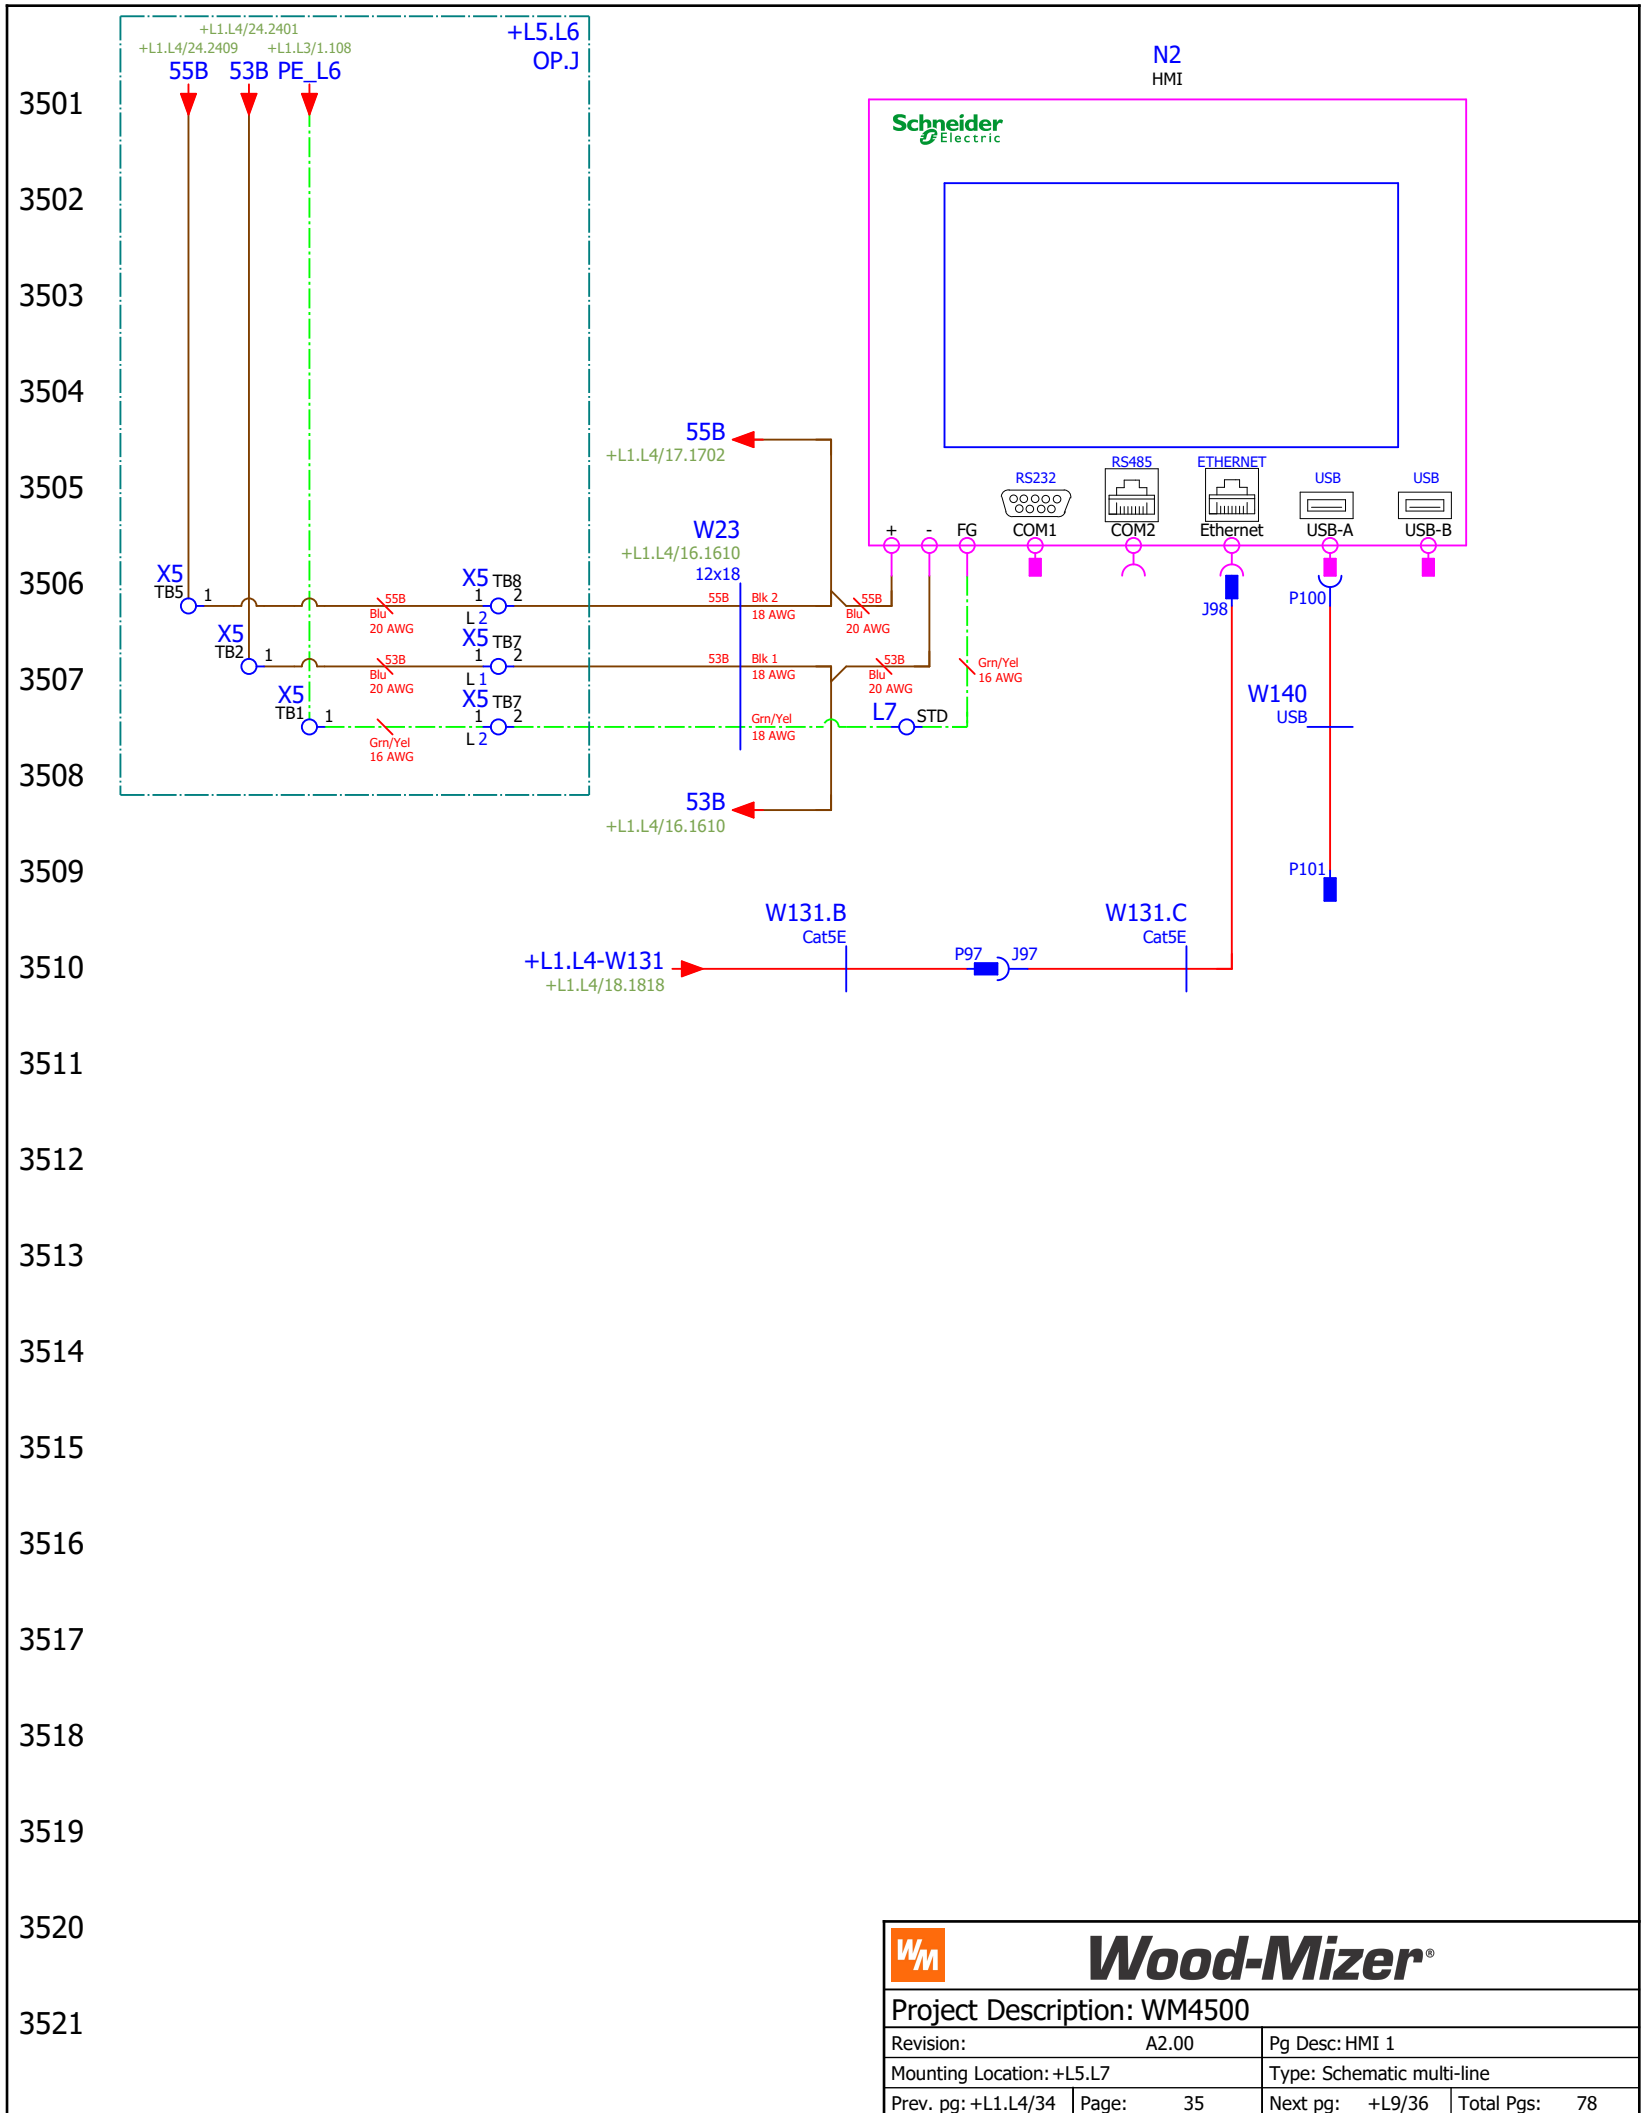 +L1.L4/24.2401
+L1.L4/24.2409
+L1.L3/1.108
55B 53B PE_L6
+L5.L6
OP.J
N2
HMI
Schneider
Electric
3501
3502
3503
3504
55B
+L1.L4/17.1702
3505
RS232
RS485
ETHERNET
USB
USB
+ - FG COM1 COM2 Ethernet USB-A USB-B
W23
+L1.L4/16.1610
12x18
3506
X5
TB5 1
55B
Blu
20 AWG
X5 TB8
1 2
L 2
55B
Blk 2
18 AWG
55B
Blu
20 AWG
J98
P100
X5
TB2 1
53B
Blu
20 AWG
X5 TB7
1 2
L 1
53B
Blk 1
18 AWG
53B
Blu
20 AWG
Grn/Yel
16 AWG
3507
X5
TB1 1
Grn/Yel
16 AWG
X5 TB7
1 2
L 2
Grn/Yel
18 AWG
L7 STD
W140
USB
3508
53B
+L1.L4/16.1610
3509
P101
W131.B
Cat5E
W131.C
Cat5E
3510
+L1.L4-W131
+L1.L4/18.1818
P97 J97
3511
3512
3513
3514
3515
3516
3517
3518
3519
3520
3521
WM
Wood-Mizer®
Project Description: WM4500
Revision: A2.00 Pg Desc: HMI 1
Mounting Location: +L5.L7 Type: Schematic multi-line
Prev. pg: +L1.L4/34 Page: 35 Next pg: +L9/36 Total Pgs: 78